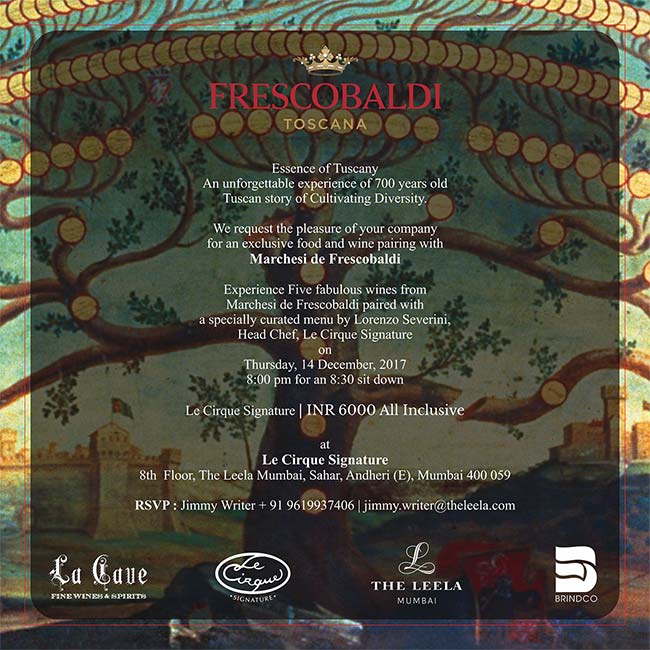 FRESCOBALDI
TOSCANA
Essence of Tuscany
An unforgettable experience of 700 years old
Tuscan story of Cultivating Diversity.
We request the pleasure of your company
for an exclusive food and wine pairing with
Marchesi de Frescobaldi
Experience Five fabulous wines from
Marchesi de Frescobaldi paired with
a specially curated menu by Lorenzo Severini,
Head Chef, Le Cirque Signature
on
Thursday, 14 December, 2017
8:00 pm for an 8:30 sit down
Le Cirque Signature | INR 6000 All Inclusive
at
Le Cirque Signature
8th Floor, The Leela Mumbai, Sahar, Andheri (E), Mumbai 400 059
RSVP : Jimmy Writer + 91 9619937406 | jimmy.writer@theleela.com
La Cave
FINE WINES & SPIRITS
Le
Cirque
• SIGNATURE •
L
THE LEELA
MUMBAI
BRINDCO